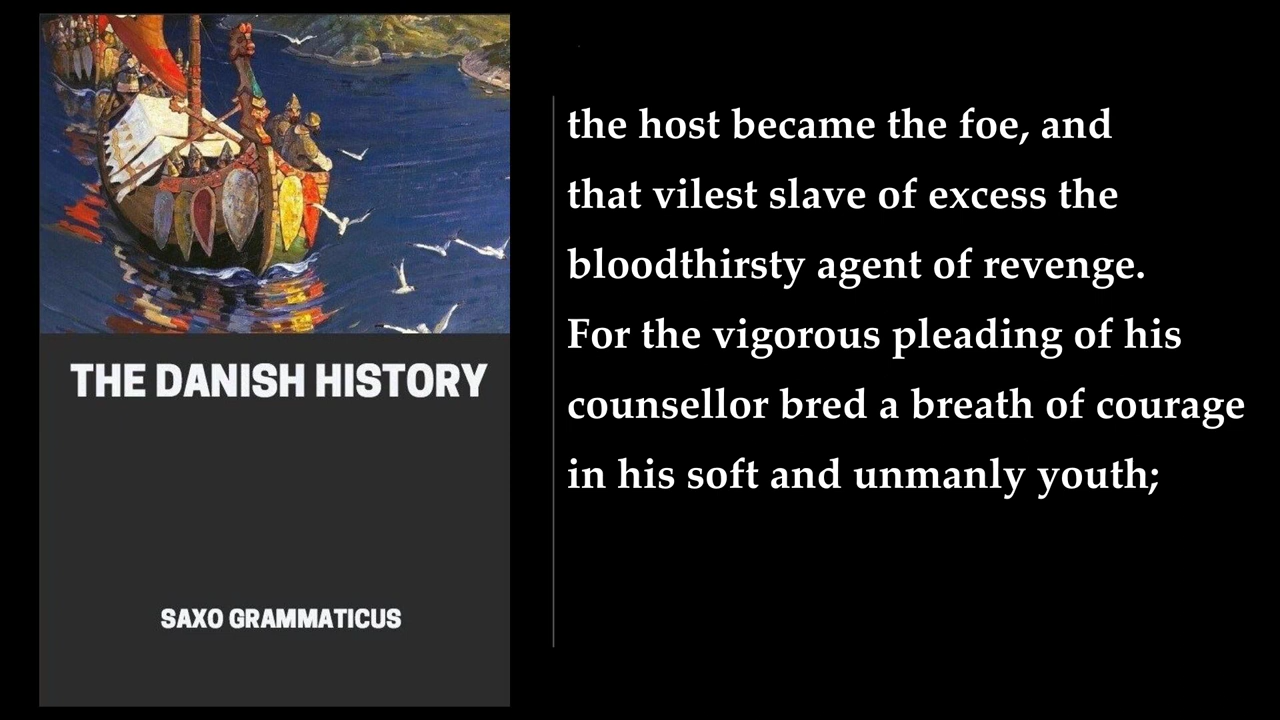 THE DANISH HISTORY
SAXO GRAMMATICUS
the host became the foe, and
that vilest slave of excess the
bloodthirsty agent of revenge.
For the vigorous pleading of his
counsellor bred a breath of courage
in his soft and unmanly youth;